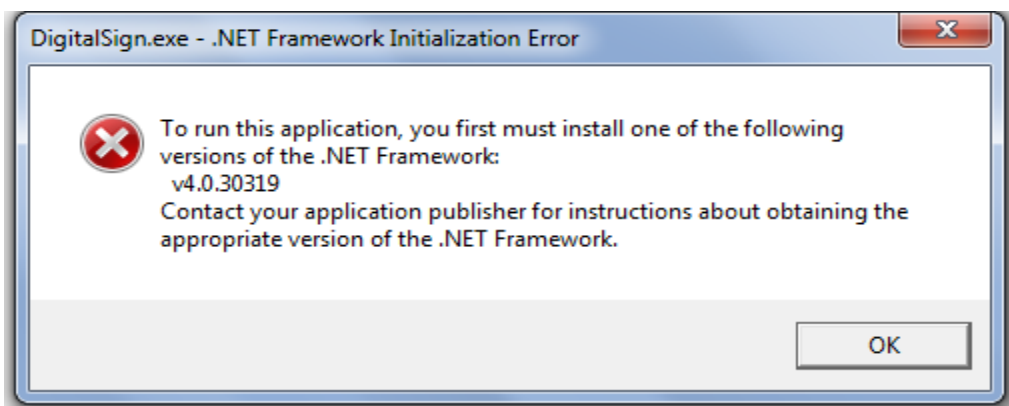 DigitalSign.exe - .NET Framework Initialization Error
To run this application, you first must install one of the following
versions of the .NET Framework:
v4.0.30319
Contact your application publisher for instructions about obtaining the
appropriate version of the .NET Framework.
OK